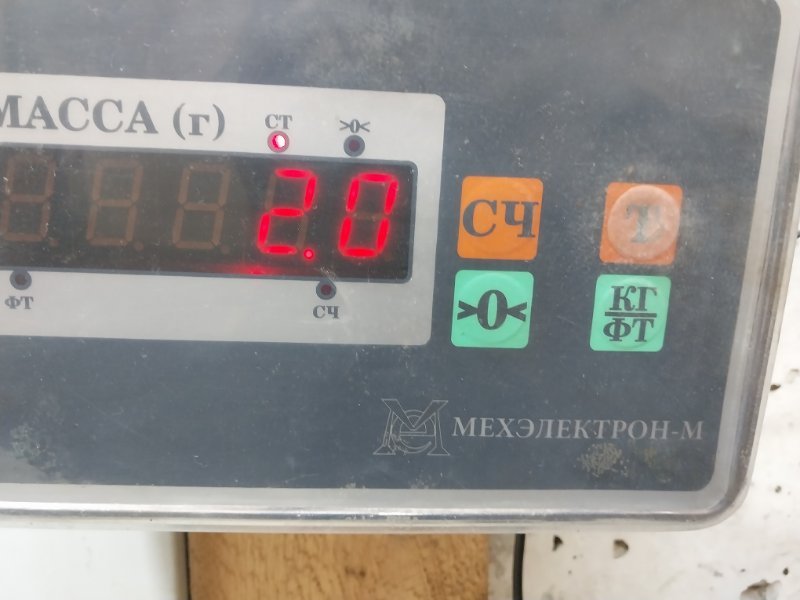 МАССА (г)
СТ
>0<
2.0
ФТ
СЧ
СЧ
Т
>0<
КГ
ФТ
МЕХЭЛЕКТРОН-М